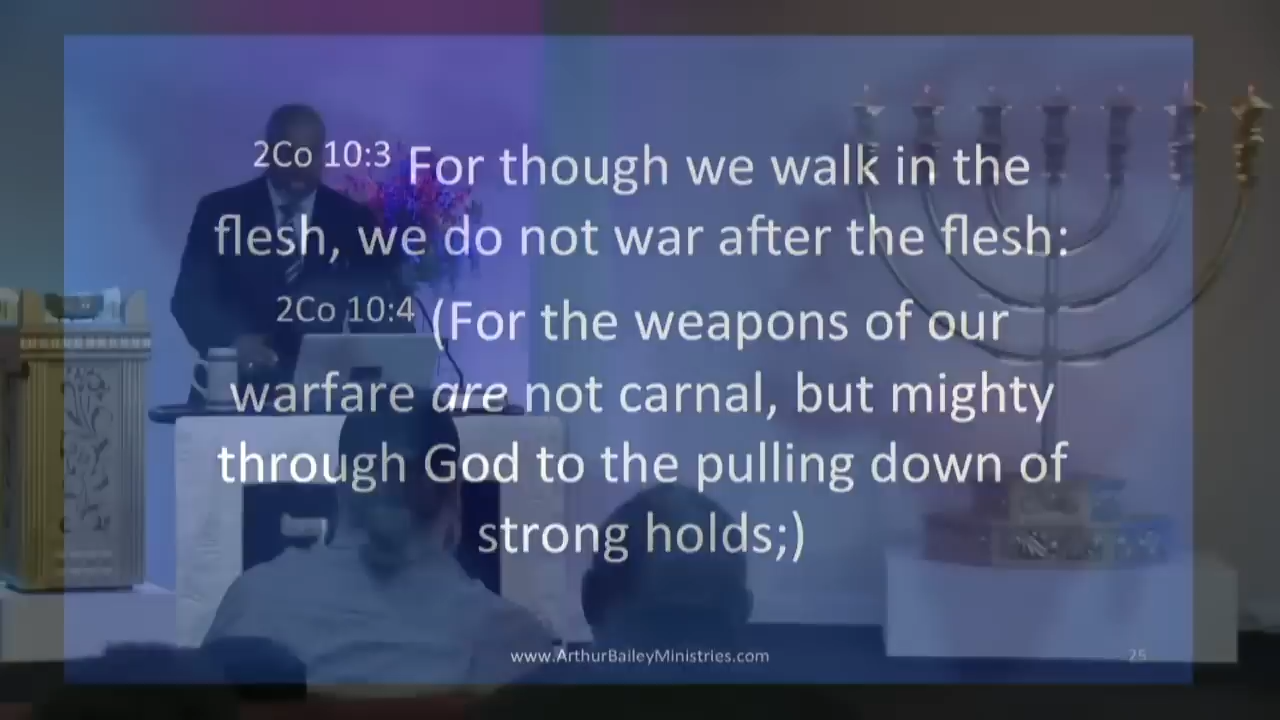 2Co 10:3 For though we walk in the
flesh, we do not war after the flesh:
2Co 10:4 (For the weapons of our
warfare are not carnal, but mighty
through God to the pulling down of
strong holds;)
www.ArthurBaileyMinistries.com
25